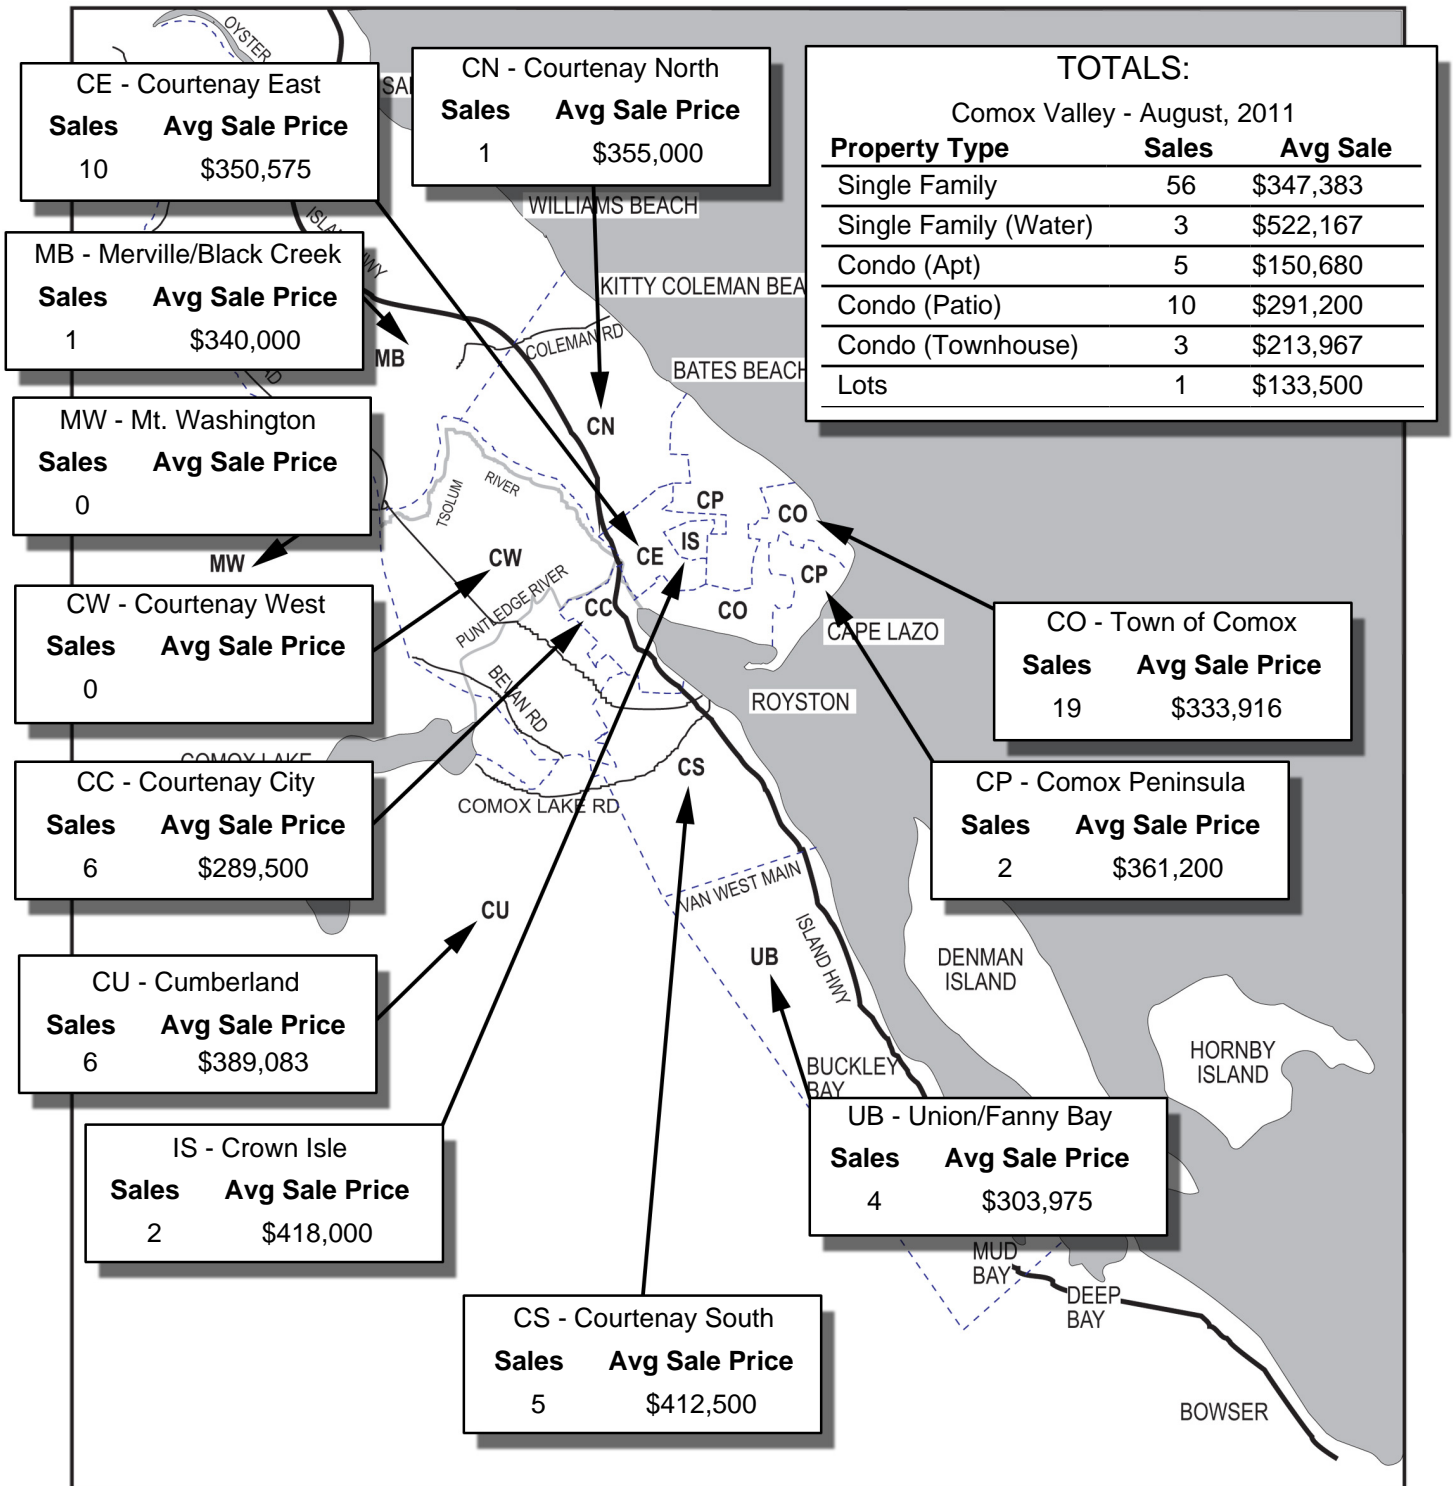 OYSTER
CE - Courtenay East
Sales Avg Sale Price
10 $350,575
CN - Courtenay North
Sales Avg Sale Price
1 $355,000
TOTALS:
Comox Valley - August, 2011
Property Type Sales Avg Sale
Single Family 56 $347,383
Single Family (Water) 3 $522,167
Condo (Apt) 5 $150,680
Condo (Patio) 10 $291,200
Condo (Townhouse) 3 $213,967
Lots 1 $133,500
WILLIAMS BEACH
MB - Merville/Black Creek
Sales Avg Sale Price
1 $340,000
KITTY COLEMAN BEA
COLEMAN RD
MB
RD
BATES BEACH
MW - Mt. Washington
Sales Avg Sale Price
0
CN
TSOLUM
RIVER
CP
CO
IS
CE
CW
MW
CP
PUNTLEDGE RIVER
CC
CO
CAPE LAZO
CW - Courtenay West
Sales Avg Sale Price
0
CO - Town of Comox
Sales Avg Sale Price
19 $333,916
BEVAN RD
ROYSTON
COMOX LAKE
CC - Courtenay City
Sales Avg Sale Price
6 $289,500
CS
COMOX LAKE RD
CP - Comox Peninsula
Sales Avg Sale Price
2 $361,200
VAN WEST MAIN
CU
ISLAND HWY
UB
DENMAN
ISLAND
CU - Cumberland
Sales Avg Sale Price
6 $389,083
HORNBY
ISLAND
BUCKLEY
BAY
UB - Union/Fanny Bay
Sales Avg Sale Price
4 $303,975
IS - Crown Isle
Sales Avg Sale Price
2 $418,000
MUD
BAY
DEEP
BAY
CS - Courtenay South
Sales Avg Sale Price
5 $412,500
BOWSER